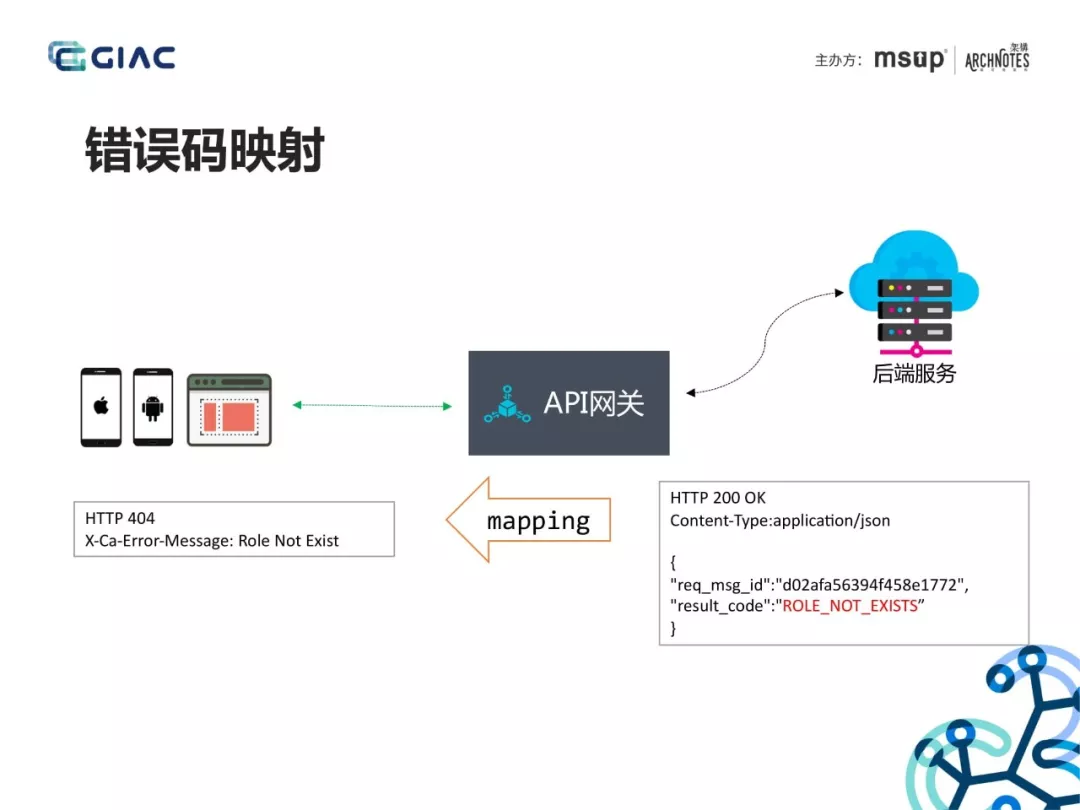 GIAC
主办方:
msup
架構
ARCHNOTES
错误码映射
后端服务
API网关
HTTP 404
X-Ca-Error-Message: Role Not Exist
mapping
HTTP 200 OK
Content-Type:application/json
{
"req_msg_id":"d02afa56394f458e1772",
"result_code":"ROLE_NOT_EXISTS”
}